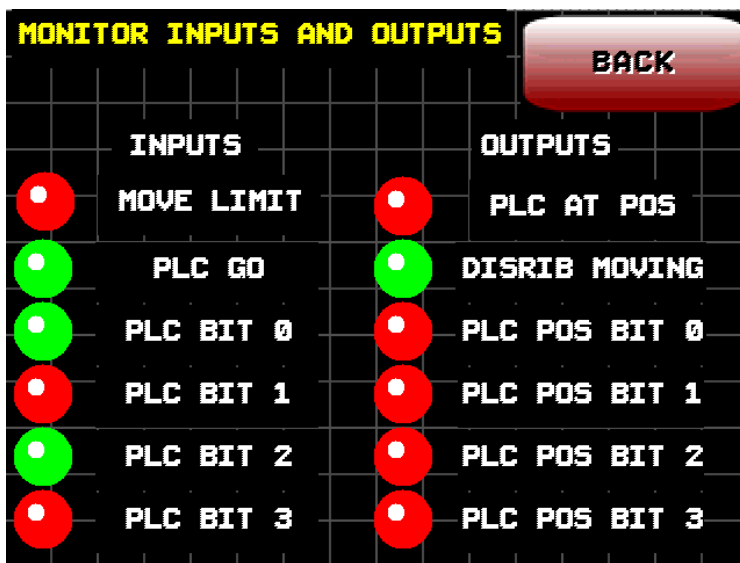 MONITOR INPUTS AND OUTPUTS
BACK
INPUTS
OUTPUTS
MOVE LIMIT
PLC AT POS
PLC GO
DISRIB MOVING
PLC BIT 0
PLC POS BIT 0
PLC BIT 1
PLC POS BIT 1
PLC BIT 2
PLC POS BIT 2
PLC BIT 3
PLC POS BIT 3